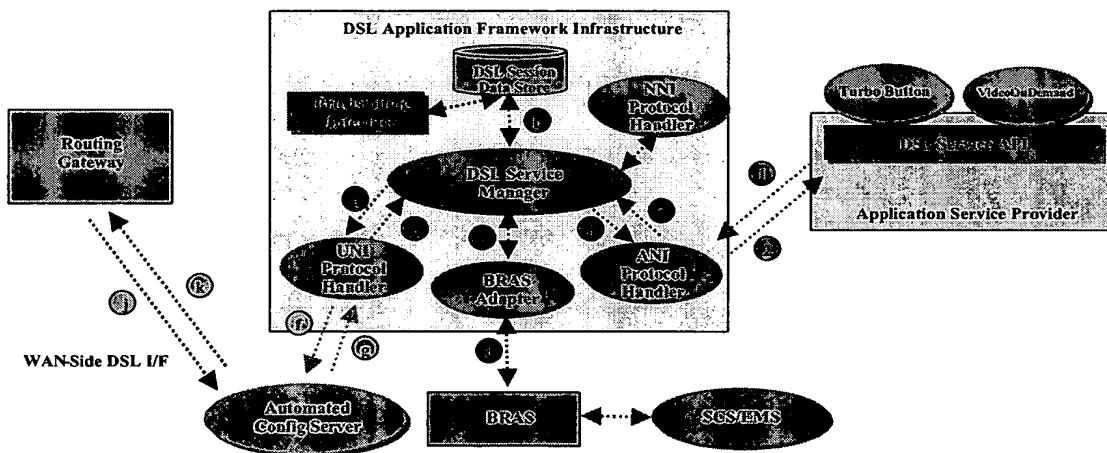 DSL Application Framework Infrastructure
DSL Session
Data Store
NNI
Protocol
Handler
Turbo Button
VideoOnDemand
DSL Service API
Application Service Provider
Routing
Gateway
DSL Service
Manager
UNI
Protocol
Handler
BRAS
Adapter
ANI
Protocol
Handler
j
k
f
g
WAN-Side DSL I/F
Automated
Config Server
BRAS
SCS/EMS